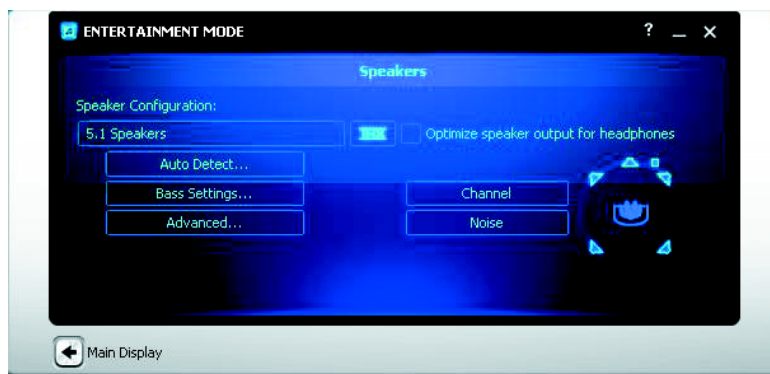 ENTERTAINMENT MODE
?
Speakers
Speaker Configuration:
5.1 Speakers
Optimize speaker output for headphones
Auto Detect...
Bass Settings...
Channel
Advanced...
Noise
Main Display